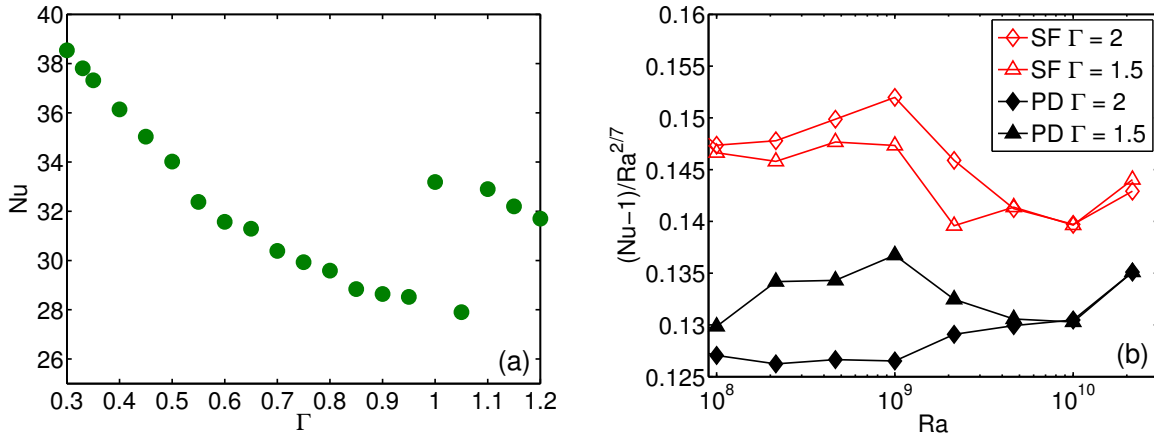 40
38
36
34
32
30
28
26
Nu
0.3 0.4 0.5 0.6 0.7 0.8 0.9 1 1.1 1.2
Γ
(a)
0.16
0.155
0.15
0.145
0.14
0.135
0.13
0.125
(Nu−1)/Ra^{2/7}
10^8 10^9 10^{10}
Ra
SF Γ = 2
SF Γ = 1.5
PD Γ = 2
PD Γ = 1.5
(b)